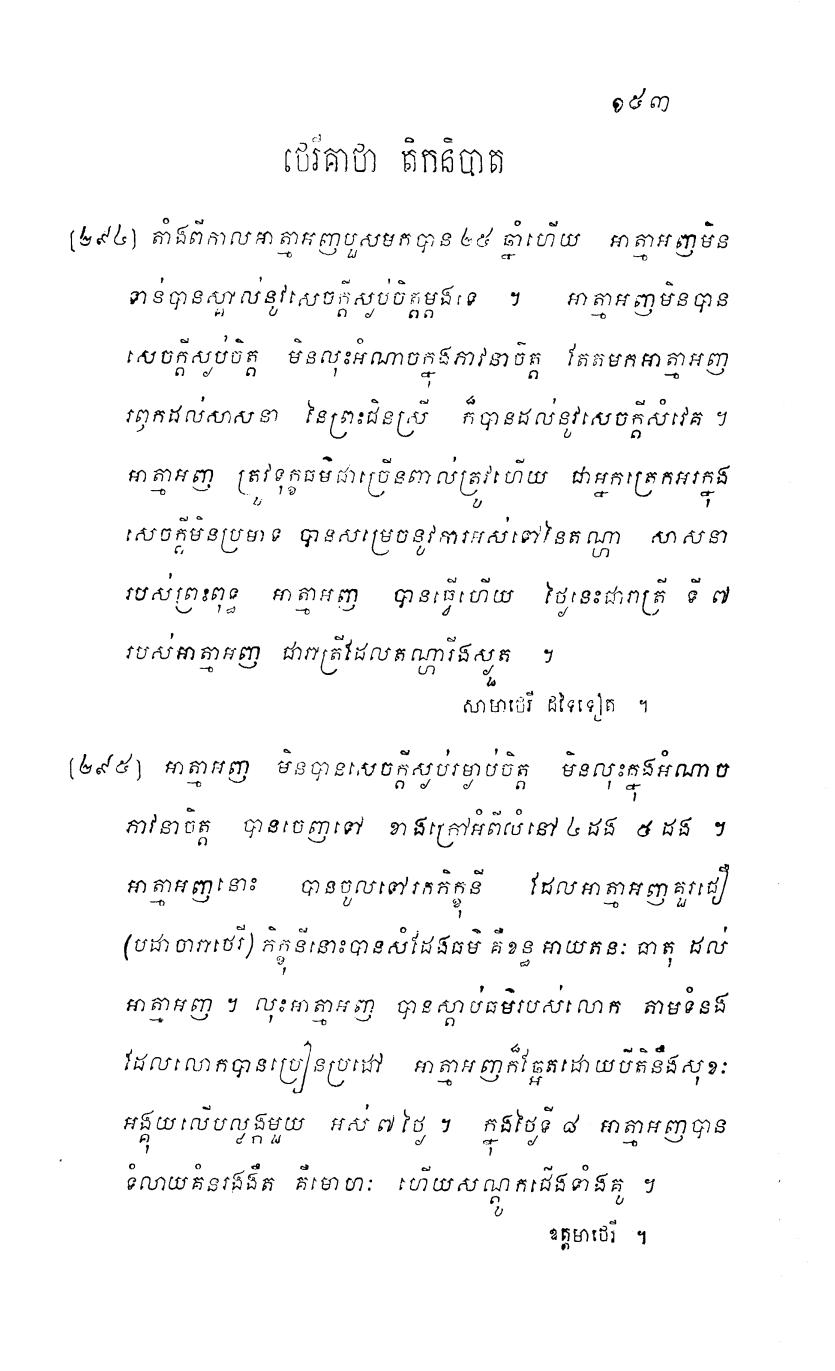 ១៥៣
ថេរីគាថា តិកនិបាត
[២៩៤] តាំងពីកាលអាត្មាអញបួសមកបាន ២៥ ឆ្នាំហើយ អាត្មាអញមិន
ទាន់បានស្គាល់នូវសេចក្តីស្ងប់ចិត្តម្តងទេ ។ អាត្មាអញមិនបាន
សេចក្តីស្ងប់ចិត្ត មិនលុះអំណាចក្នុងភាវនាចិត្ត តែតមកអាត្មាអញ
រឭកដល់សាសនា នៃព្រះជិនស្រី ក៏បានដល់នូវសេចក្តីសំវេគ ។
អាត្មាអញ ត្រូវទុក្ខធម៌ជាច្រើនពាល់ត្រូវហើយ ជាអ្នកត្រេកអរក្នុង
សេចក្តីមិនប្រមាទ បានសម្រេចនូវការអស់ទៅនៃតណ្ហា សាសនា
របស់ព្រះពុទ្ធ អាត្មាអញ បានធ្វើហើយ ថ្ងៃនេះជារាត្រី ទី ៧
របស់អាត្មាអញ ជារាត្រីដែលតណ្ហារីងស្ងួត ។
សាមាថេរី ដទៃទៀត ។
[២៩៥] អាត្មាអញ មិនបានសេចក្តីស្ងប់រម្ងាប់ចិត្ត មិនលុះក្នុងអំណាច
ភាវនាចិត្ត បានចេញទៅ ខាងក្រៅអំពីលំនៅ ៤ ដង ៥ ដង ។
អាត្មាអញនោះ បានចូលទៅរកភិក្ខុនី ដែលអាត្មាអញគួរជឿ
(បដាចារាថេរី) ភិក្ខុនីនោះបានសំដែងធម៌ គឺខន្ធ អាយតនៈ ធាតុ ដល់
អាត្មាអញ ។ លុះអាត្មាអញ បានស្តាប់ធម៌របស់លោក តាមទំនង
ដែលលោកបានប្រៀនប្រដៅ អាត្មាអញក៏ឆ្អែតដោយបីតិនឹងសុខៈ
អង្គុយលើបល្លង្កមួយ អស់ ៧ ថ្ងៃ ។ ក្នុងថ្ងៃទី ៨ អាត្មាអញបាន
ទំលាយគំនរងងឹត គឺមោហៈ ហើយសណ្តូកជើងទាំងគូ ។
ឧត្តមាថេរី ។